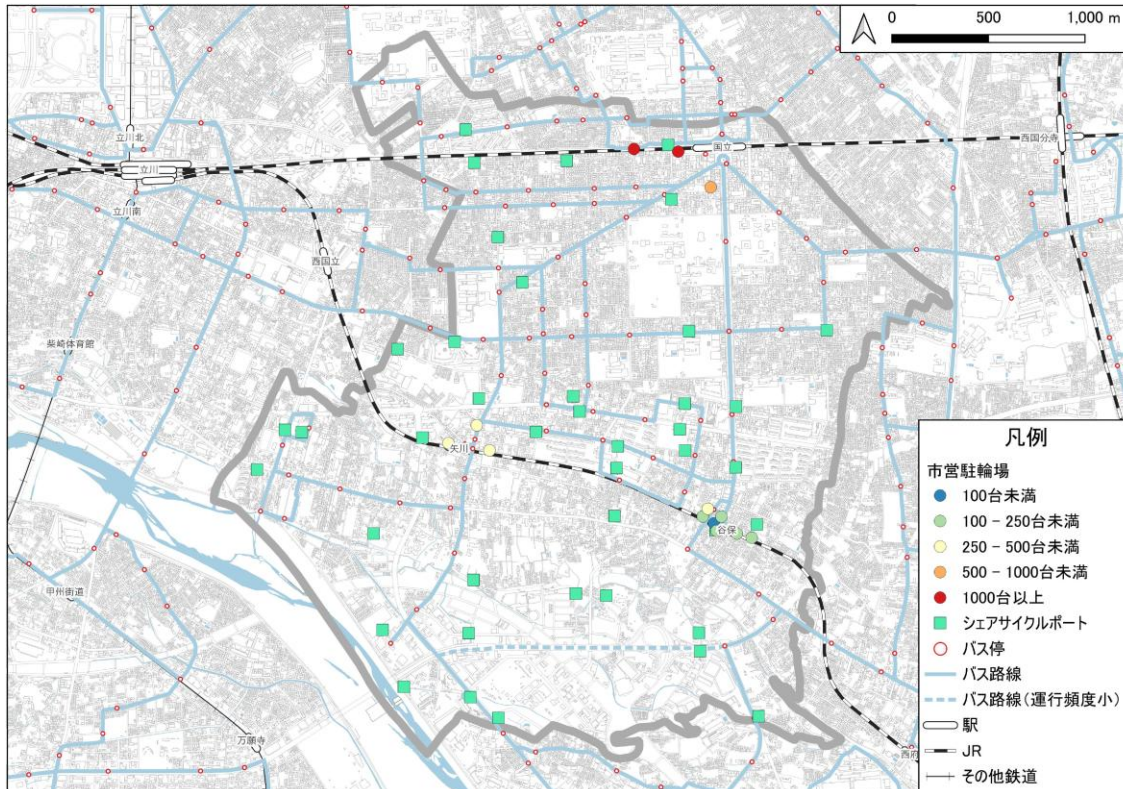 0 500 1,000 m
立川北
立川
立川南
国立
西国分寺
西国立
柴崎体育館
矢川
谷保
甲州街道
万願寺
西府
凡例
市営駐輪場
100台未満
100 - 250台未満
250 - 500台未満
500 - 1000台未満
1000台以上
シェアサイクルポート
バス停
バス路線
バス路線(運行頻度小)
駅
JR
その他鉄道